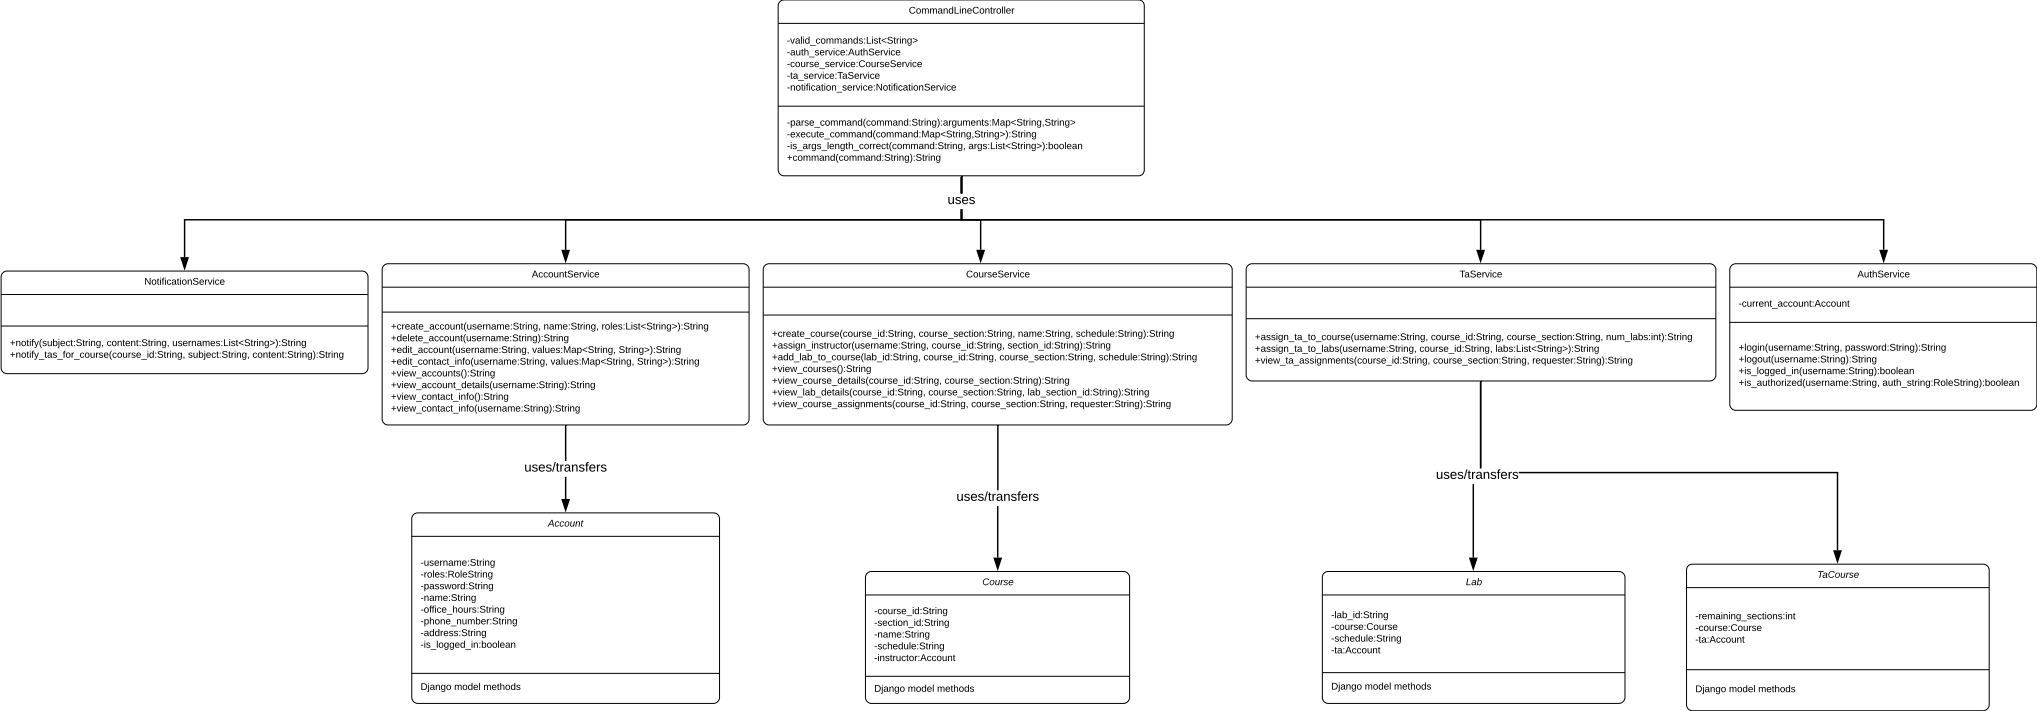 CommandLineController
-valid_commands:List<String>
-auth_service:AuthService
-course_service:CourseService
-ta_service:TaService
-notification_service:NotificationService
-parse_command(command:String):arguments:Map<String,String>
-execute_command(command:Map<String,String>):String
-is_args_length_correct(command:String, args:List<String>):boolean
+command(command:String):String
uses
NotificationService
+notify(subject:String, content:String, usernames:List<String>):String
+notify_tas_for_course(course_id:String, subject:String, content:String):String
AccountService
+create_account(username:String, name:String, roles:List<String>):String
+delete_account(username:String):String
+edit_account(username:String, values:Map<String, String>):String
+edit_contact_info(username:String, values:Map<String, String>):String
+view_accounts():String
+view_account_details(username:String):String
+view_contact_info():String
+view_contact_info(username:String):String
CourseService
+create_course(course_id:String, course_section:String, name:String, schedule:String):String
+assign_instructor(username:String, course_id:String, section_id:String):String
+add_lab_to_course(lab_id:String, course_id:String, course_section:String, schedule:String):String
+view_courses():String
+view_course_details(course_id:String, course_section:String):String
+view_lab_details(course_id:String, course_section:String, lab_section_id:String):String
+view_course_assignments(course_id:String, course_section:String, requester:String):String
TaService
+assign_ta_to_course(username:String, course_id:String, course_section:String, num_labs:int):String
+assign_ta_to_labs(username:String, course_id:String, labs:List<String>):String
+view_ta_assignments(course_id:String, course_section:String, requester:String):String
AuthService
-current_account:Account
+login(username:String, password:String):String
+logout(username:String):String
+is_logged_in(username:String):boolean
+is_authorized(username:String, auth_string:RoleString):boolean
uses/transfers
uses/transfers
uses/transfers
Account
-username:String
-roles:RoleString
-password:String
-name:String
-office_hours:String
-phone_number:String
-address:String
-is_logged_in:boolean
Django model methods
Course
-course_id:String
-section_id:String
-name:String
-schedule:String
-instructor:Account
Django model methods
Lab
-lab_id:String
-course:Course
-schedule:String
-ta:Account
Django model methods
TaCourse
-remaining_sections:int
-course:Course
-ta:Account
Django model methods